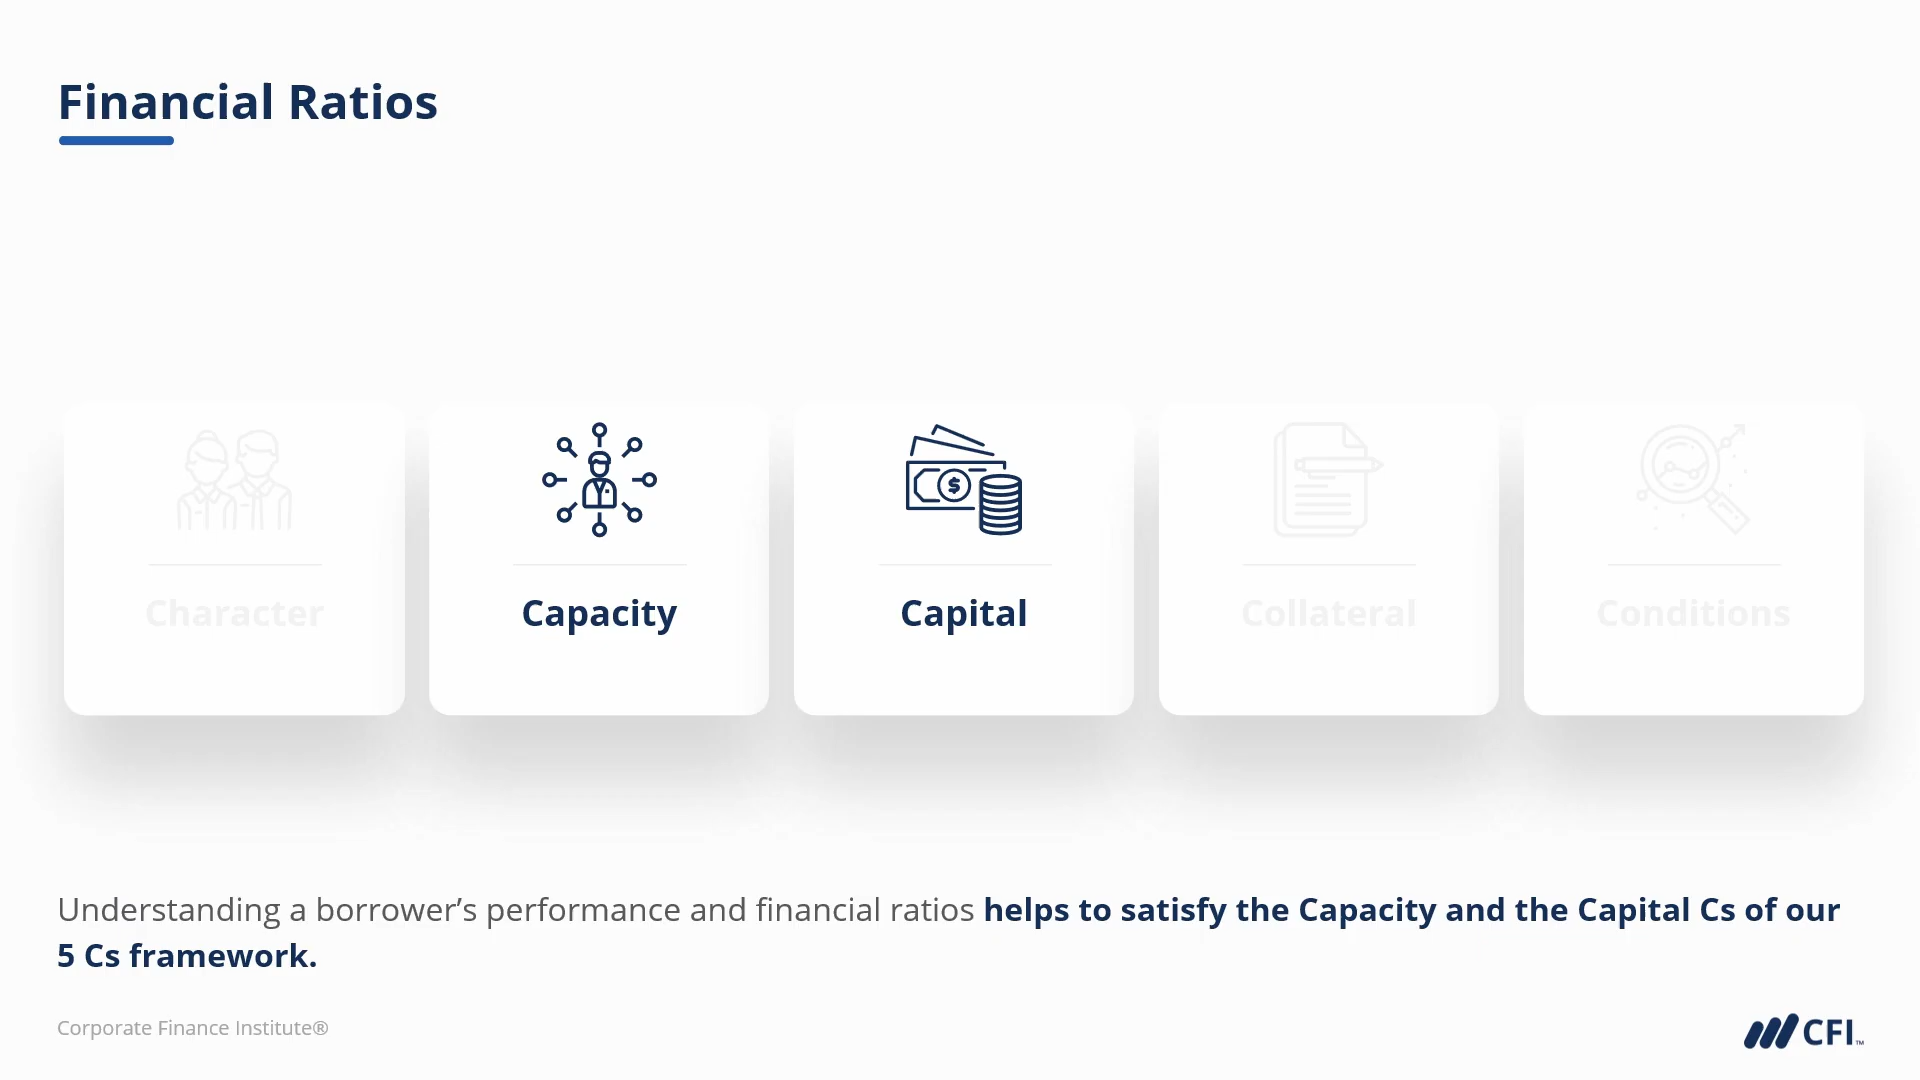 Financial Ratios
Character
Capacity
Capital
Collateral
Conditions
Understanding a borrower’s performance and financial ratios helps to satisfy the Capacity and the Capital Cs of our
5 Cs framework.
Corporate Finance Institute®
CFI™